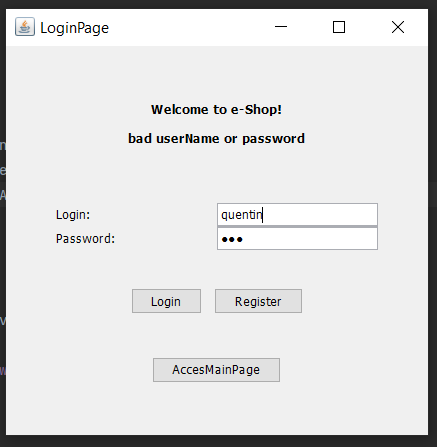 LoginPage
Welcome to e-Shop!
bad userName or password
Login: quentin
Password: ●●●
Login Register
AccesMainPage